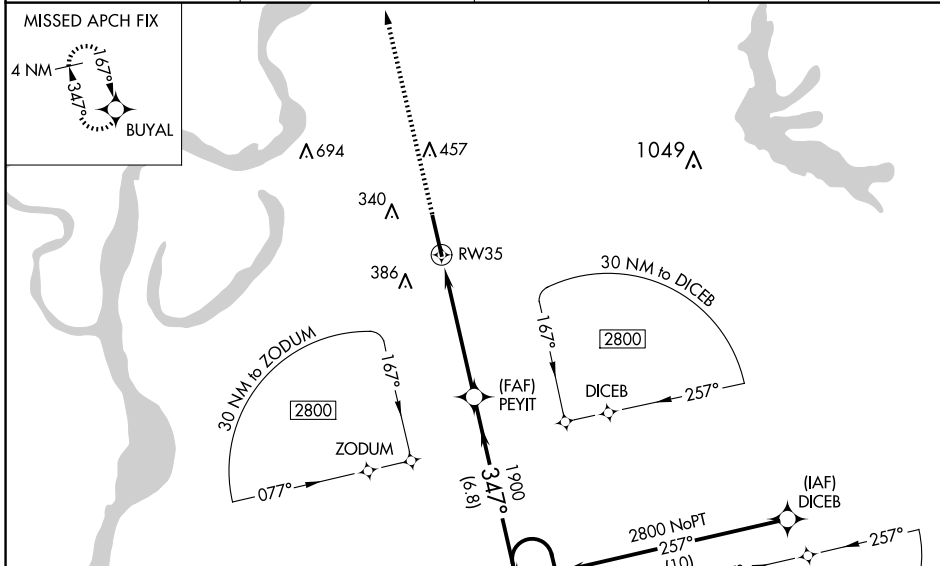 MISSED APCH FIX
4 NM
167°
347°
BUYAL
694
457
1049
340
RW35
386
30 NM to DICEB
167°
2800
DICEB
257°
30 NM to ZODUM
167°
2800
ZODUM
077°
(FAF)
PEYIT
1900
347°
(6.8)
(IAF)
DICEB
2800 NoPT
257°
(10)
257°